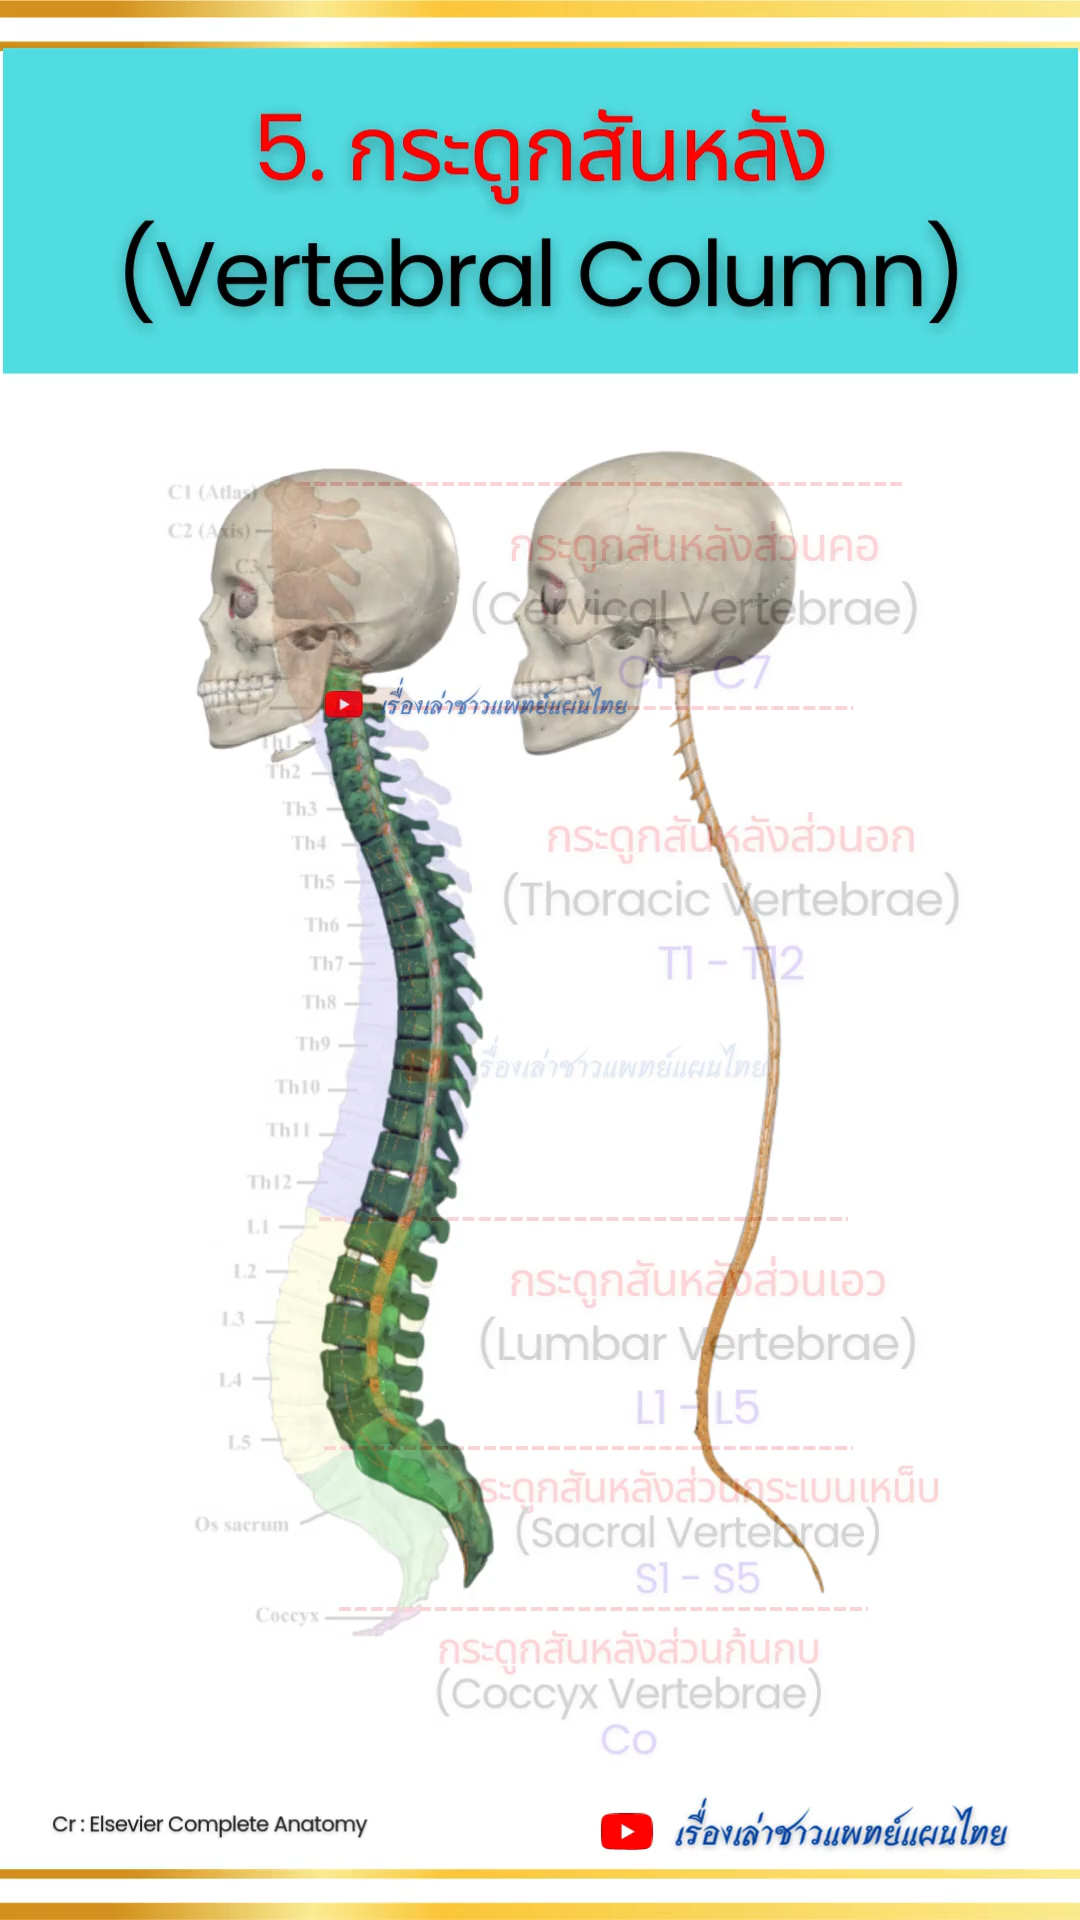 5. กระดูกสันหลัง
(Vertebral Column)
C1 (Atlas)
C2 (Axis)
C3
กระดูกสันหลังส่วนคอ
(Cervical Vertebrae)
C1 - C7
เรื่องเล่าชาวแพทย์แผนไทย
Th1
Th2
Th3
Th4
Th5
Th6
Th7
Th8
Th9
Th10
Th11
Th12
กระดูกสันหลังส่วนอก
(Thoracic Vertebrae)
T1 - T12
เรื่องเล่าชาวแพทย์แผนไทย
L1
L2
L3
L4
L5
กระดูกสันหลังส่วนเอว
(Lumbar Vertebrae)
L1 - L5
Os sacrum
กระดูกสันหลังส่วนกระเบนเหน็บ
(Sacral Vertebrae)
S1 - S5
Coccyx
กระดูกสันหลังส่วนก้นกบ
(Coccyx Vertebrae)
Co
Cr : Elsevier Complete Anatomy
เรื่องเล่าชาวแพทย์แผนไทย